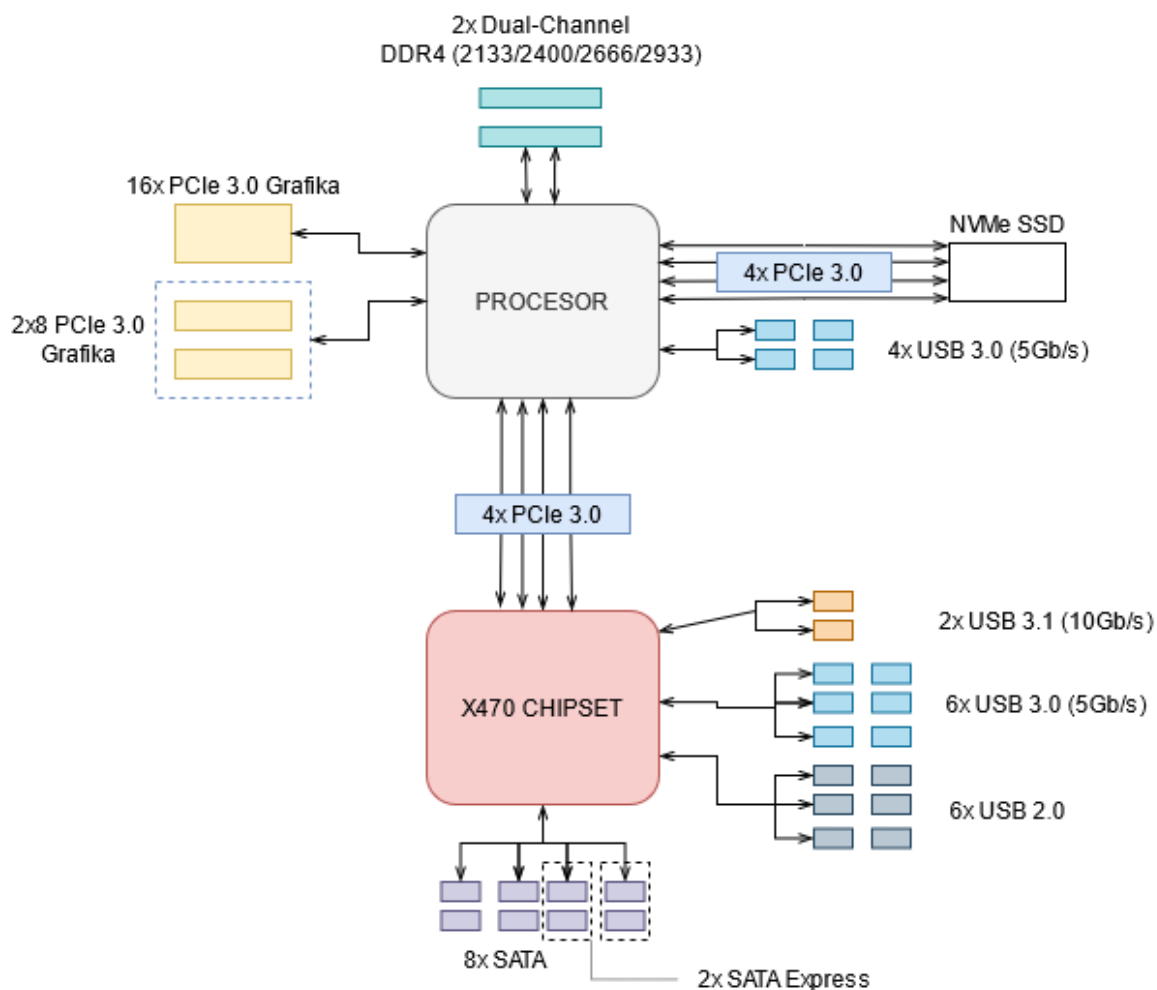 2x Dual-Channel
DDR4 (2133/2400/2666/2933)
16x PCIe 3.0 Grafika
NVMe SSD
4x PCIe 3.0
PROCESOR
2x8 PCIe 3.0
Grafika
4x USB 3.0 (5Gb/s)
4x PCIe 3.0
2x USB 3.1 (10Gb/s)
X470 CHIPSET
6x USB 3.0 (5Gb/s)
6x USB 2.0
8x SATA
2x SATA Express